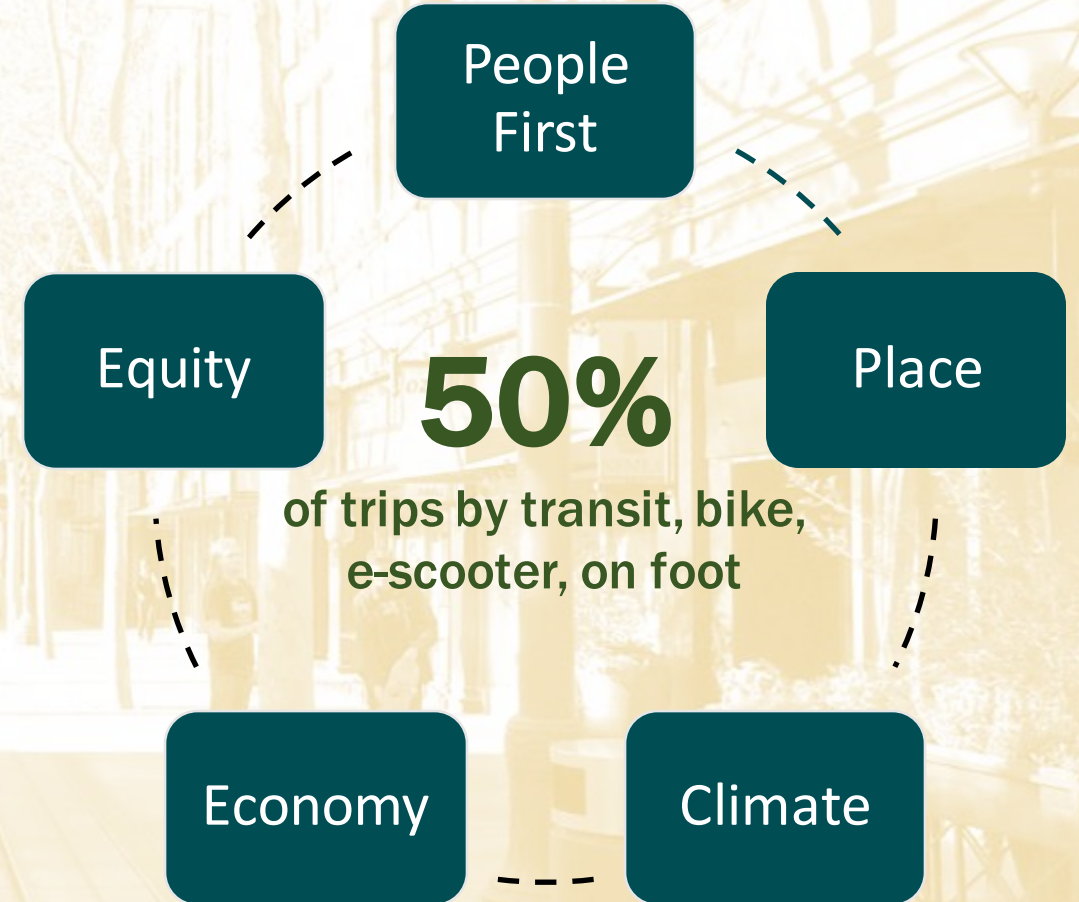 People
First
Equity
Place
50%
of trips by transit, bike,
e-scooter, on foot
Economy
Climate